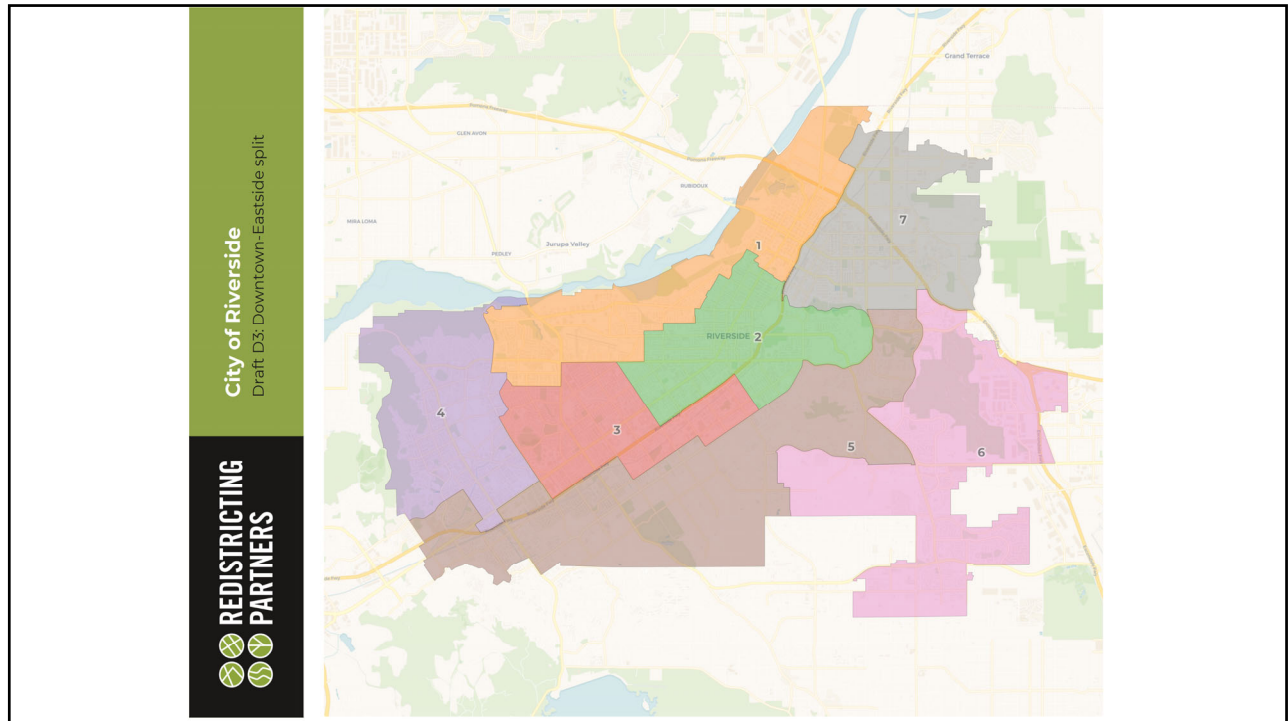 City of Riverside
Draft D3: Downtown-Eastside split
REDISTRICTING
PARTNERS
Grand Terrace
GLEN AVON
RUBIDOUX
MIRA LOMA
Jurupa Valley
PEDLEY
RIVERSIDE
1
2
3
4
5
6
7